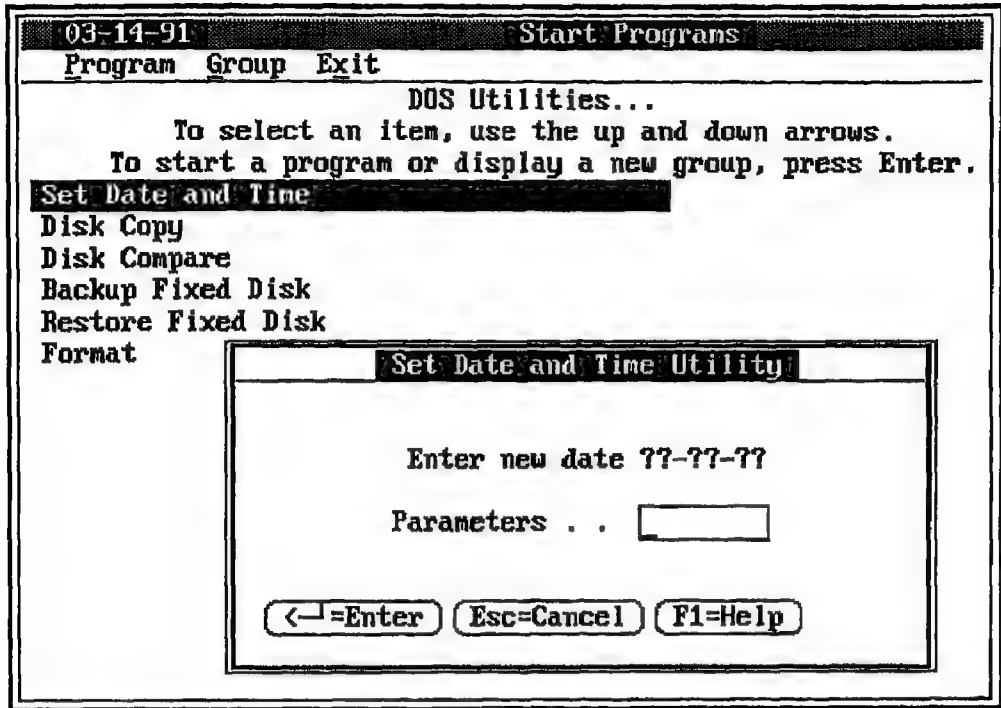 03-14-91 Start Programs
Program Group Exit
DOS Utilities...
To select an item, use the up and down arrows.
To start a program or display a new group, press Enter.
Set Date and Time
Disk Copy
Disk Compare
Backup Fixed Disk
Restore Fixed Disk
Format
Set Date and Time Utility
Enter new date ??-??-??
Parameters . .
<─┘=Enter Esc=Cancel F1=Help